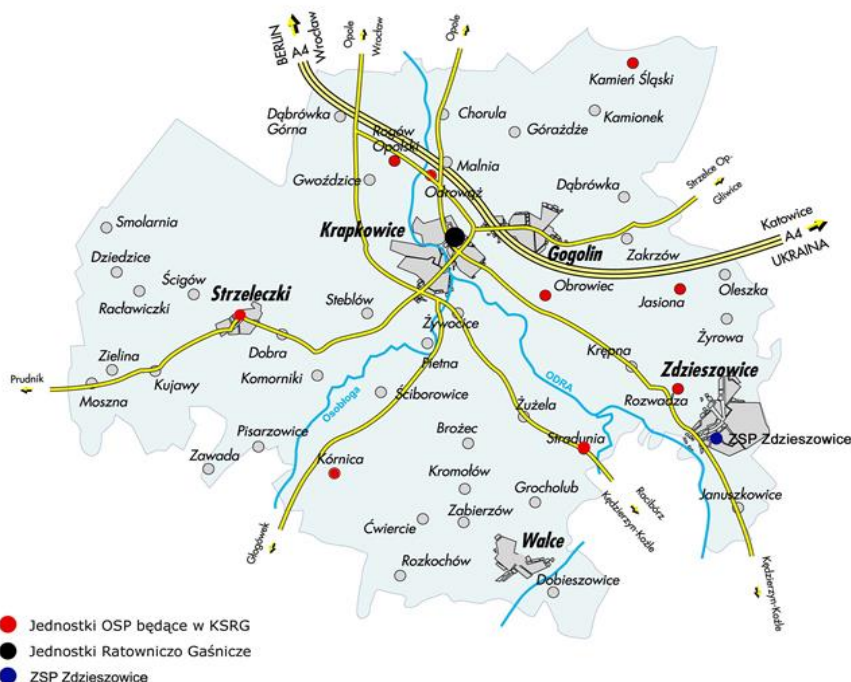 BERLIN
Wrocław
A4
Opole
Wrocław
Opole
Kamień Śląski
Kamionek
Dąbrówka
Górna
Chorula
Górażdże
Rogów
Opolski
Malnia
Odrowąż
Gwoździce
Dąbrówka
Strzelce Op.
Gliwice
Smolarnia
Krapkowice
Gogolin
Zakrzów
Katowice
A4
UKRAINA
Dziedzice
Ścigów
Racławiczki
Strzeleczki
Steblów
Obrowiec
Jasiona
Oleszka
Żywocice
Żyrowa
Dobra
Pietna
Krępna
Zdzieszowice
Zielina
Prudnik
Moszna
Kujawy
Komorniki
Osobłoga
Ściborowice
ODRA
Rozwadza
Żużela
Pisarzowice
Brożec
Stradunia
ZSP Zdzieszowice
Zawada
Kórnica
Kromołów
Grocholub
Racibórz
Kędzierzyn-Koźle
Januszkowice
Ćwiercie
Zabierzów
Głogówek
Walce
Rozkochów
Dobieszowice
Kędzierzyn-Koźle
Jednostki OSP będące w KSRG
Jednostki Ratowniczo Gaśnicze
ZSP Zdzieszowice